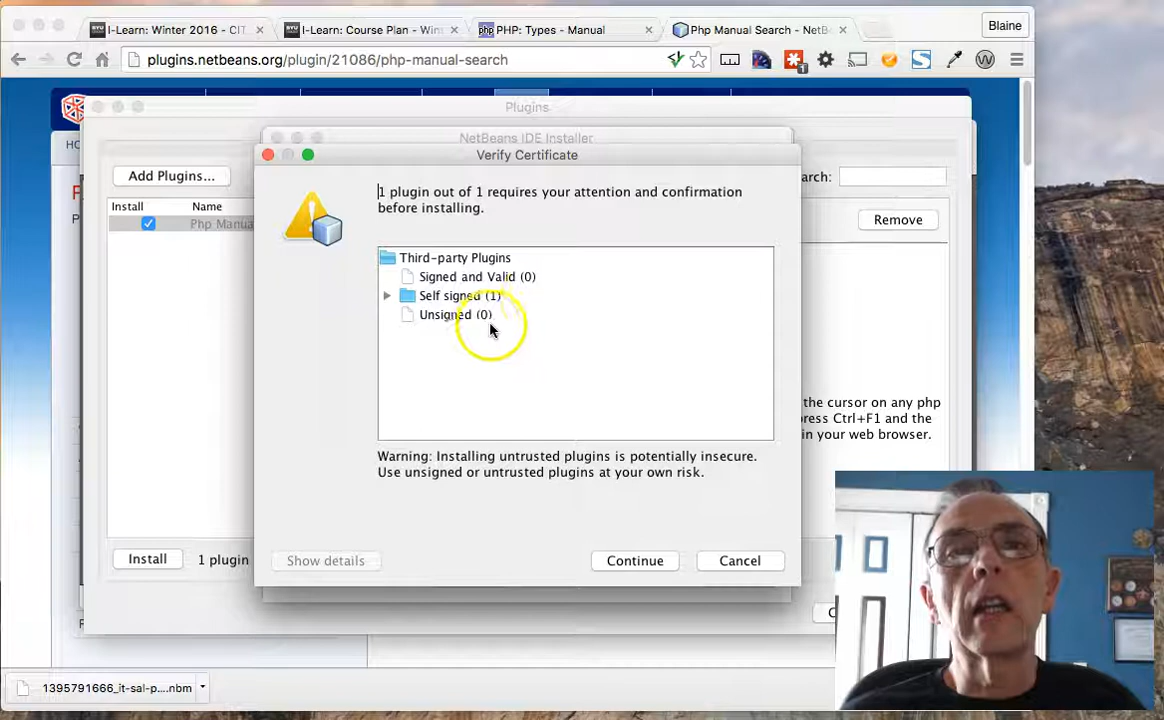 I-Learn: Winter 2016 - CIT
I-Learn: Course Plan - Win
php PHP: Types - Manual
Php Manual Search - NetB
Blaine
plugins.netbeans.org/plugin/21086/php-manual-search
1
Plugins
HO
NetBeans IDE Installer
Verify Certificate
Add Plugins...
arch:
Install Name
Php Manua
Remove
1 plugin out of 1 requires your attention and confirmation
before installing.
Third-party Plugins
Signed and Valid (0)
Self signed (1)
Unsigned (0)
the cursor on any php
press Ctrl+F1 and the
in your web browser.
Warning: Installing untrusted plugins is potentially insecure.
Use unsigned or untrusted plugins at your own risk.
Install 1 plugin
Show details Continue Cancel
1395791666_it-sal-p....nbm